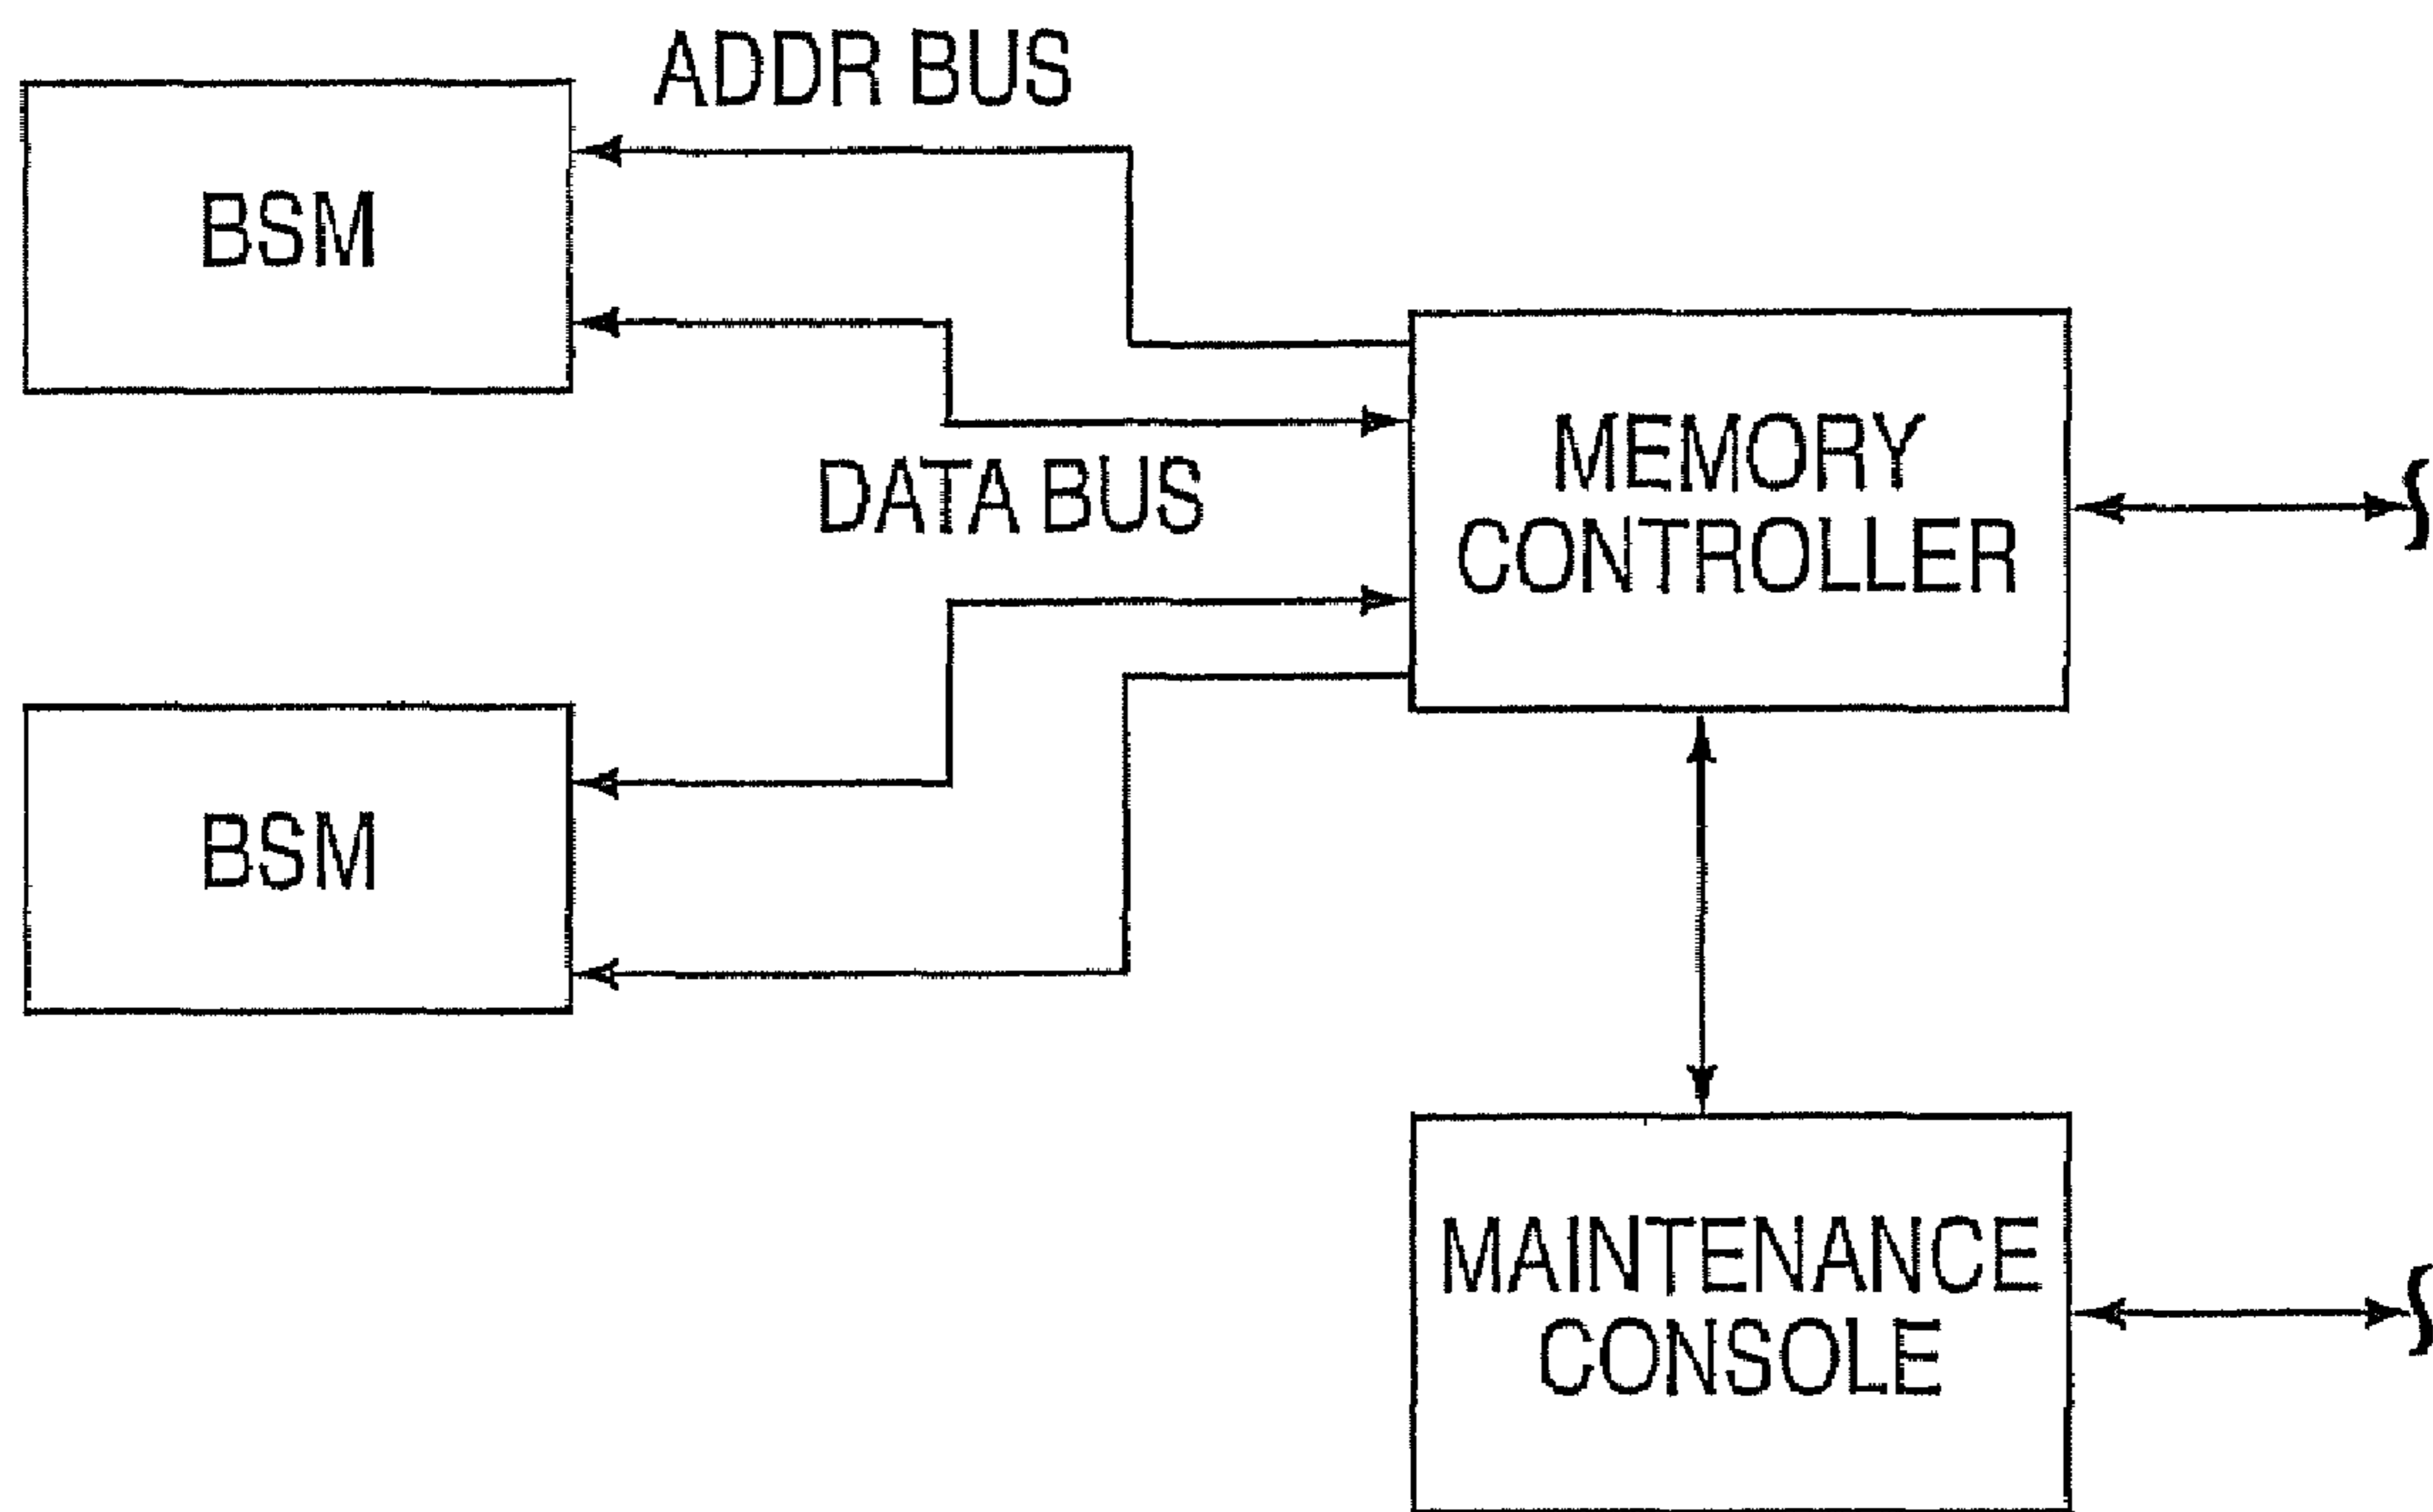 ADDR BUS
BSM
DATA BUS
MEMORY
CONTROLLER
BSM
MAINTENANCE
CONSOLE